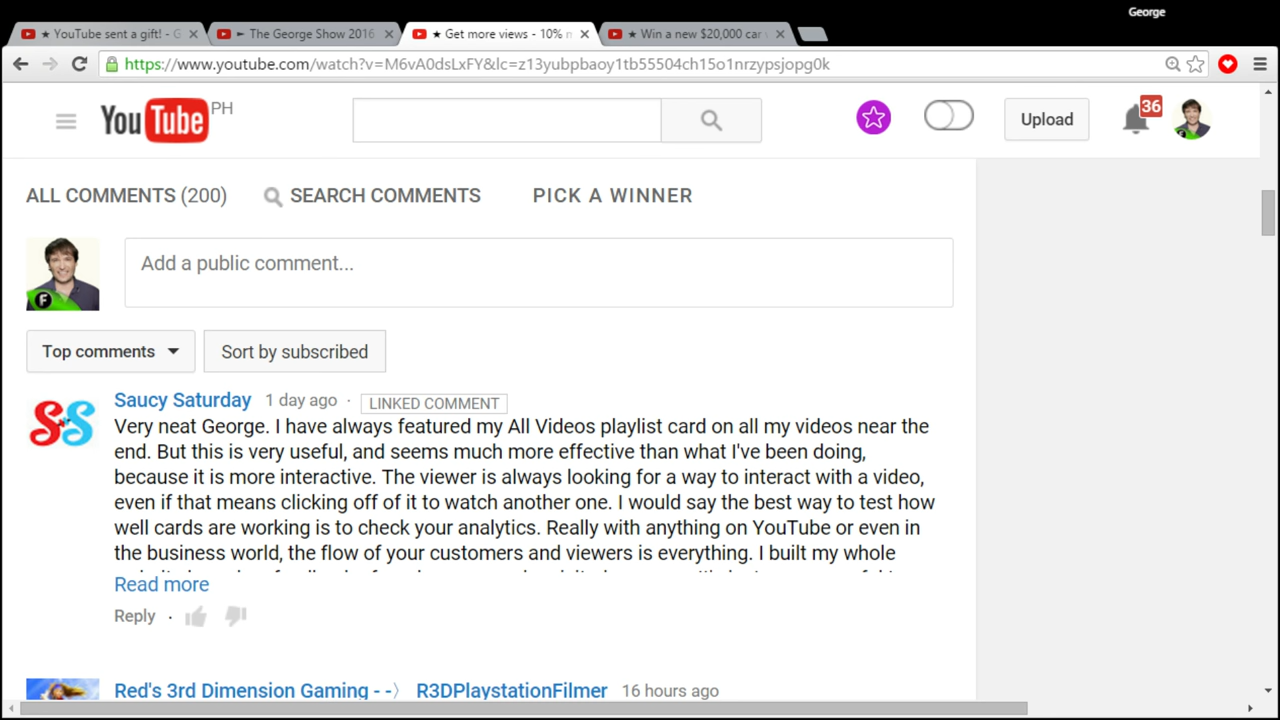 George
★ YouTube sent a gift! - G
► The George Show 2016
★ Get more views - 10% m
★ Win a new $20,000 car
https://www.youtube.com/watch?v=M6vA0dsLxFY&lc=z13yubpbaoy1tb55504ch15o1nrzypsjopg0k
YouTube PH
Upload
36
ALL COMMENTS (200)
SEARCH COMMENTS
PICK A WINNER
F
Add a public comment...
Top comments
Sort by subscribed
SS
Saucy Saturday 1 day ago · LINKED COMMENT
Very neat George. I have always featured my All Videos playlist card on all my videos near the
end. But this is very useful, and seems much more effective than what I've been doing,
because it is more interactive. The viewer is always looking for a way to interact with a video,
even if that means clicking off of it to watch another one. I would say the best way to test how
well cards are working is to check your analytics. Really with anything on YouTube or even in
the business world, the flow of your customers and viewers is everything. I built my whole
Read more
Reply ·
Red's 3rd Dimension Gaming - -〉 R3DPlaystationFilmer 16 hours ago